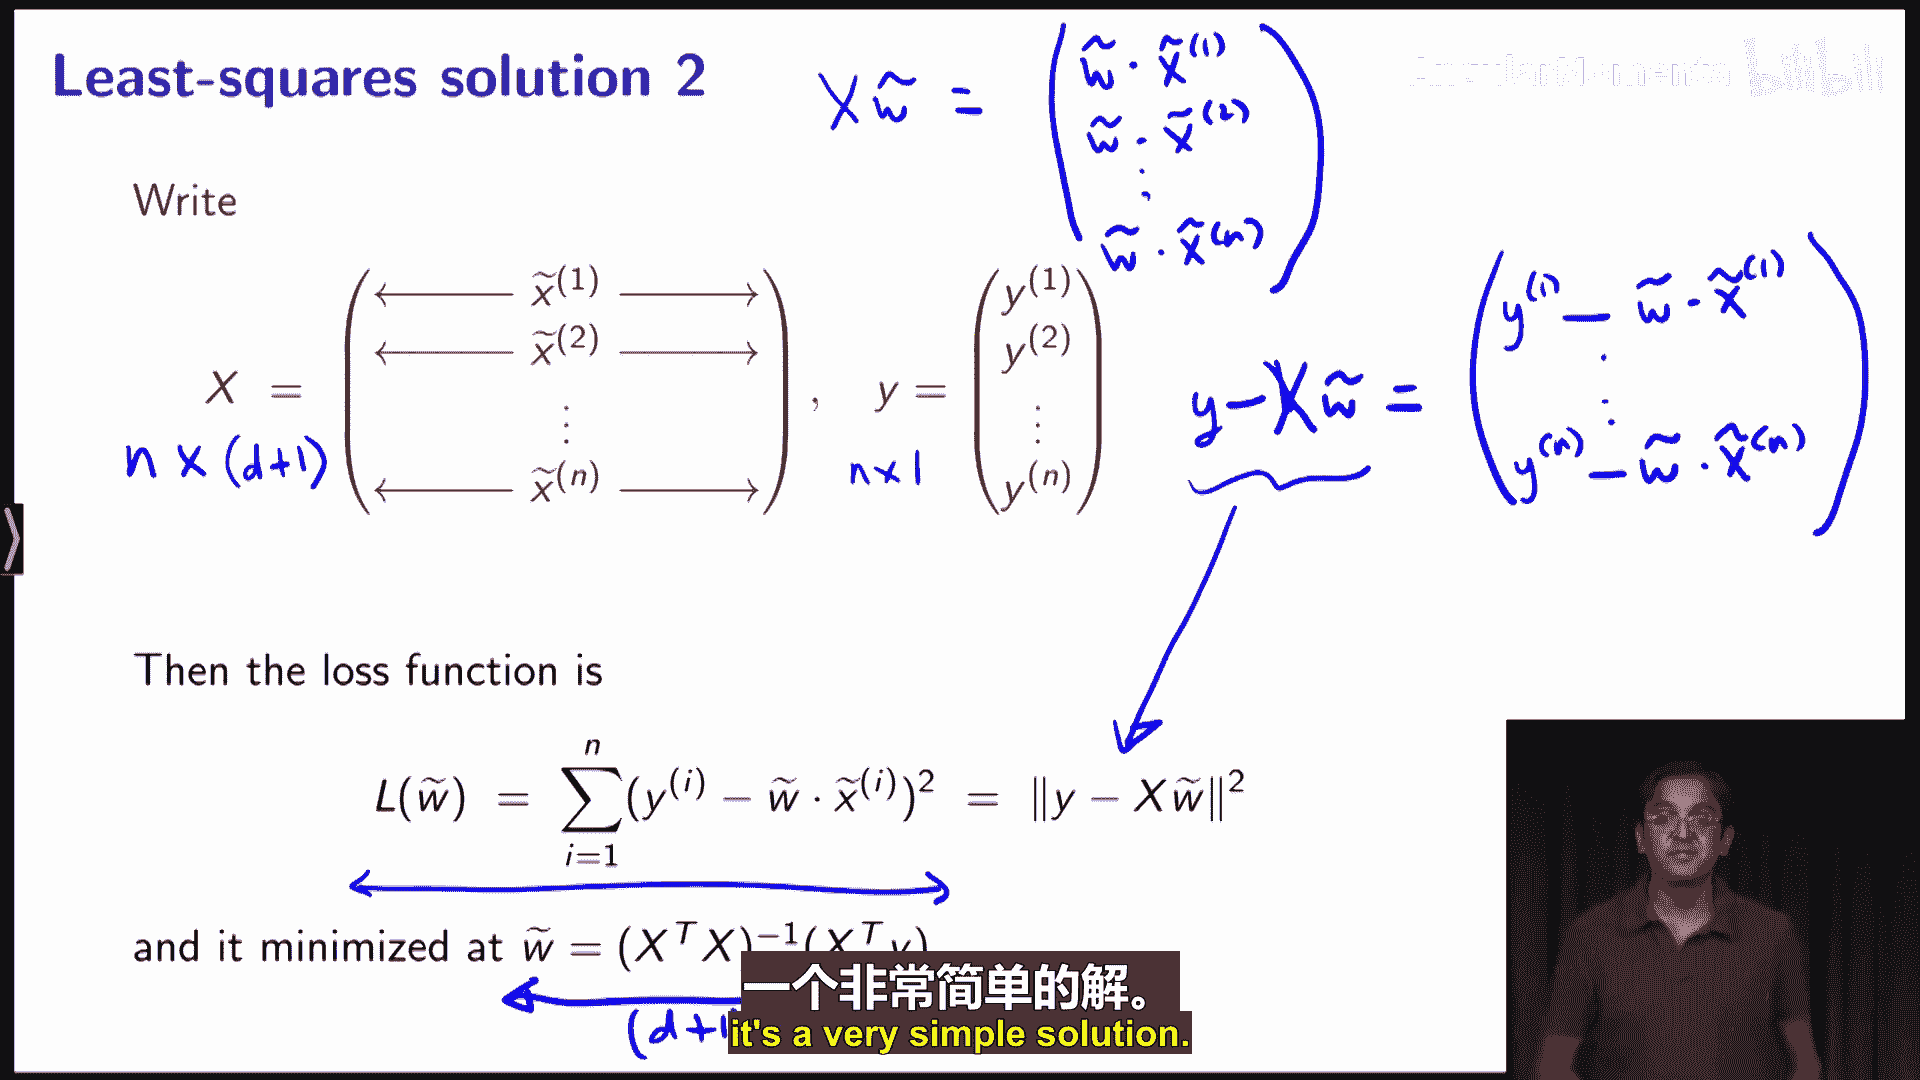 Least-squares solution 2
Xw̃ = (w̃ · x̃⁽¹⁾
w̃ · x̃⁽²⁾
⋮
w̃ · x̃⁽ⁿ⁾)
bilibili
Write
X = (← x̃⁽¹⁾ →
← x̃⁽²⁾ →
⋮
← x̃⁽ⁿ⁾ →) , y = (y⁽¹⁾
y⁽²⁾
⋮
y⁽ⁿ⁾)
n × (d+1)
n × 1
y − Xw̃ = (y⁽¹⁾ − w̃ · x̃⁽¹⁾
⋮
y⁽ⁿ⁾ − w̃ · x̃⁽ⁿ⁾)
Then the loss function is
L(w̃) = ∑ᵢ₌₁ⁿ (y⁽ⁱ⁾ − w̃ · x̃⁽ⁱ⁾)² = ‖y − Xw̃‖²
and it minimized at w̃ = (XᵀX)⁻¹(Xᵀy)
(d+1
一个非常简单的解。
it's a very simple solution.